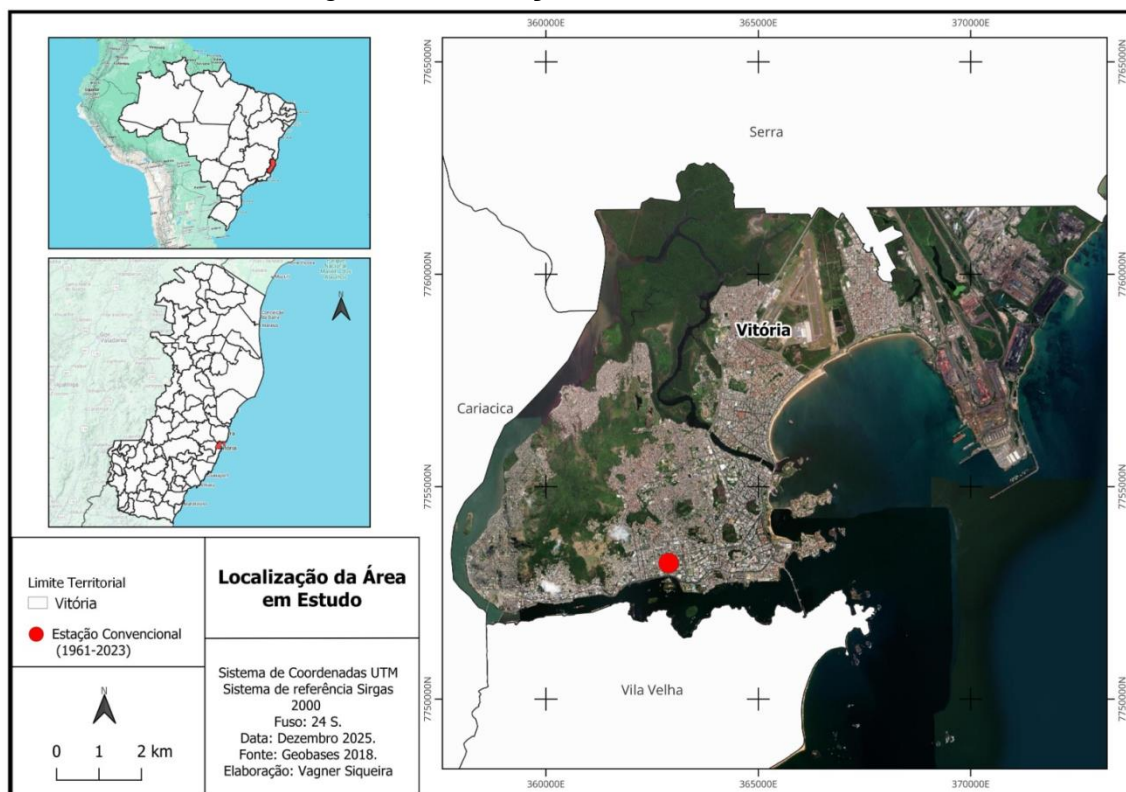 360000E
365000E
370000E
7765000N
7765000N
Serra
7760000N
7760000N
Vitória
Cariacica
7755000N
7755000N
Vila Velha
7750000N
7750000N
360000E
365000E
370000E
N
Limite Territorial
Vitória
Estação Convencional
(1961-2023)
N
0 1 2 km
Localização da Área
em Estudo
Sistema de Coordenadas UTM
Sistema de referência Sirgas
2000
Fuso: 24 S.
Data: Dezembro 2025.
Fonte: Geobases 2018.
Elaboração: Vagner Siqueira